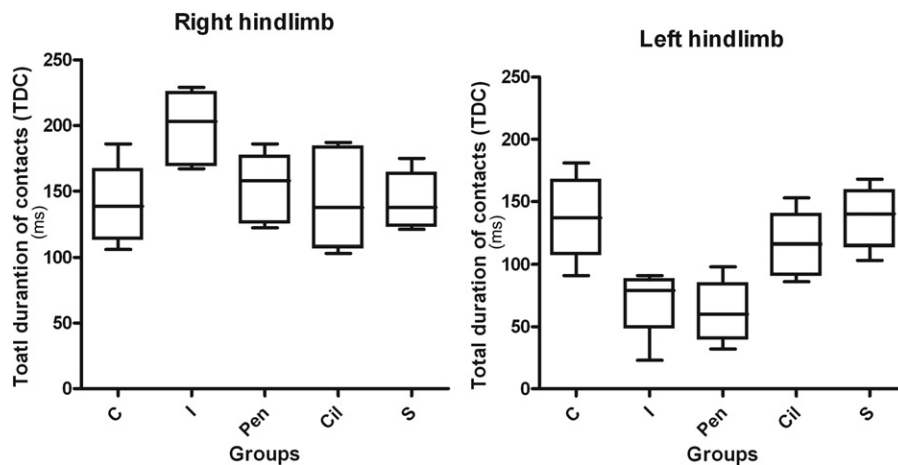 Right hindlimb
Toatl durantion of contacts (TDC)
(ms)
250
200
150
100
50
0
C
I
Pen
Cil
S
Groups
Left hindlimb
Total duration of contacts (TDC)
(ms)
250
200
150
100
50
0
C
I
Pen
Cil
S
Groups